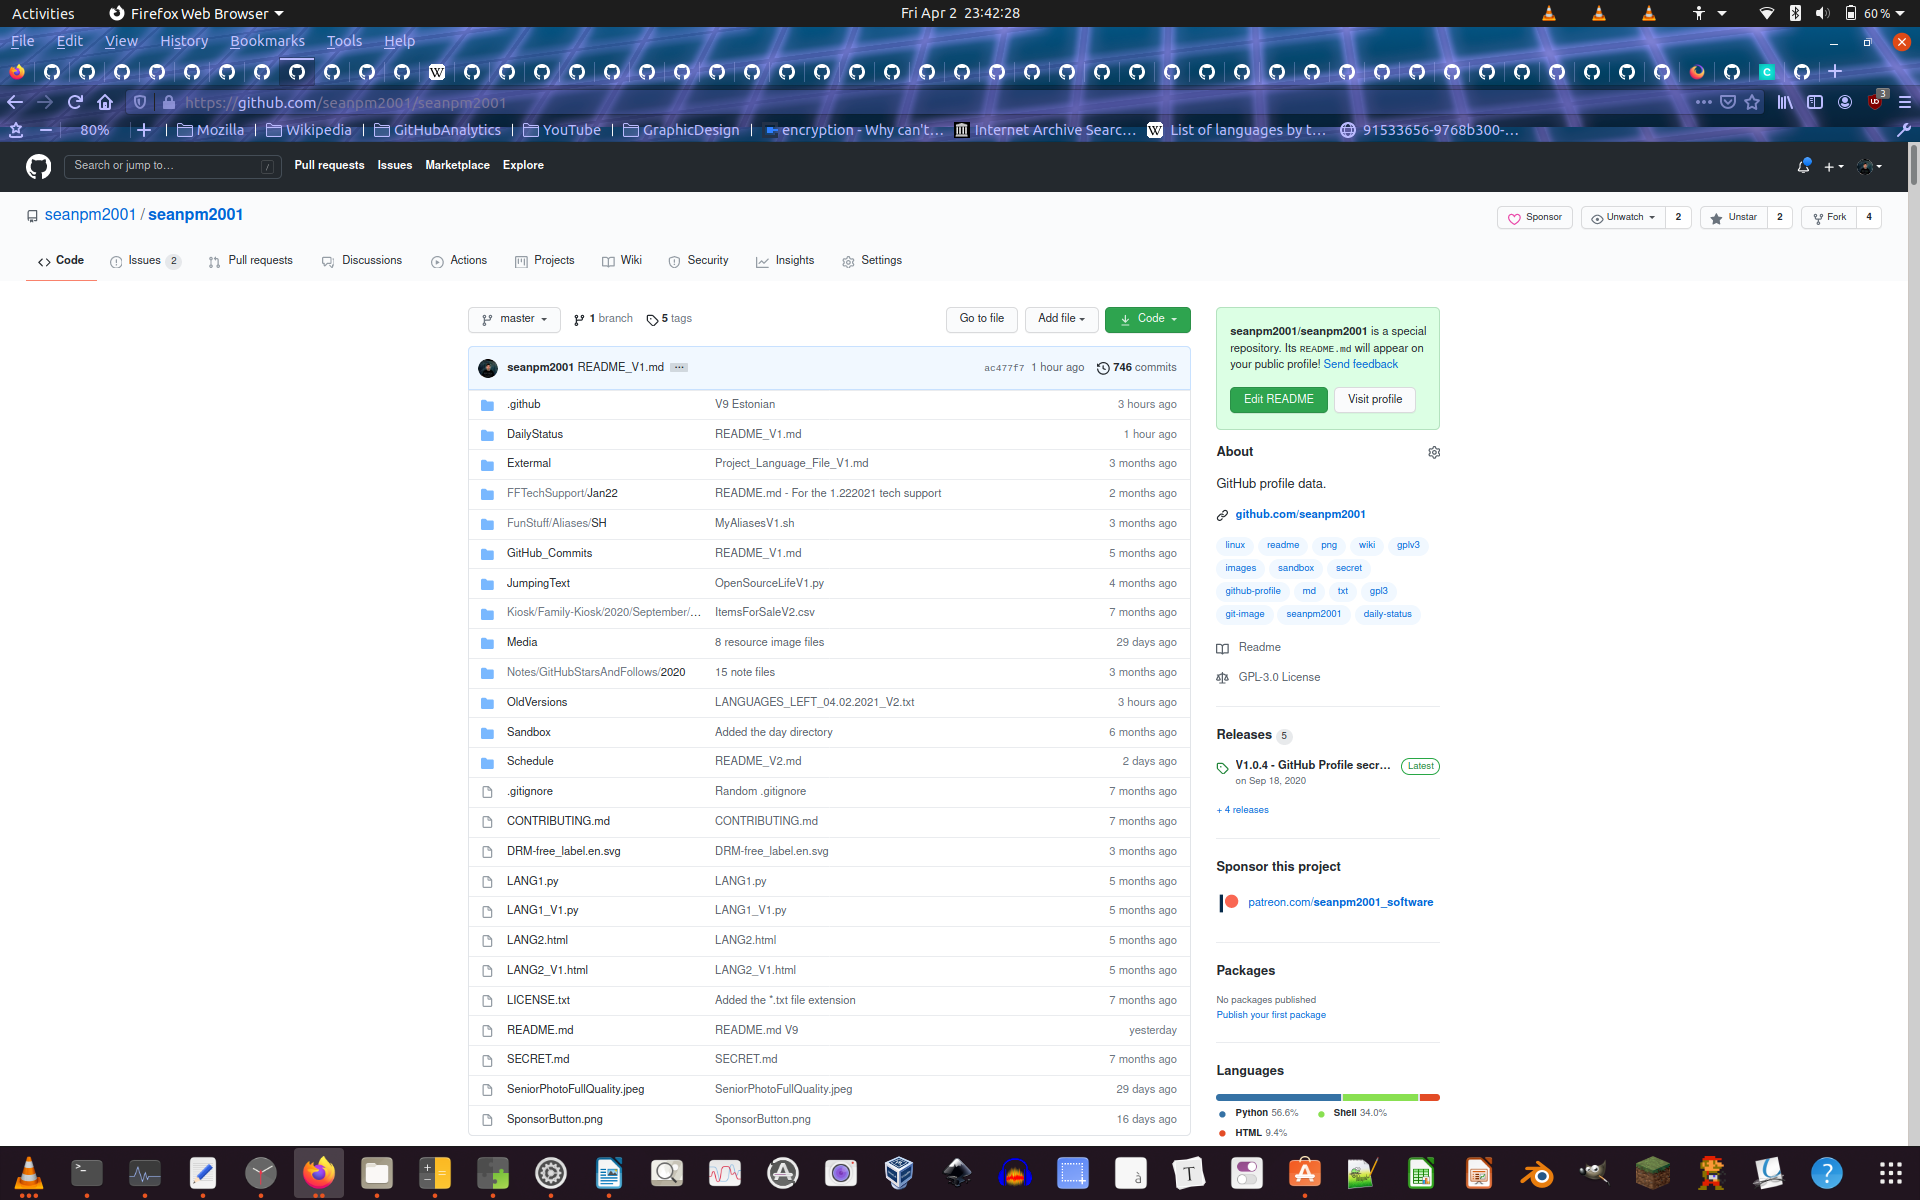 Activities Firefox Web Browser Fri Apr 2 23:42:28 60 %
File Edit View History Bookmarks Tools Help
https://github.com/seanpm2001/seanpm2001 3
80% Mozilla Wikipedia GitHubAnalytics YouTube GraphicDesign encryption - Why can't… Internet Archive Searc… List of languages by t… 91533656-9768b300-…
Search or jump to… / Pull requests Issues Marketplace Explore
seanpm2001 / seanpm2001 Sponsor Unwatch 2 Unstar 2 Fork 4
Code Issues 2 Pull requests Discussions Actions Projects Wiki Security Insights Settings
master 1 branch 5 tags Go to file Add file Code
seanpm2001 README_V1.md ··· ac477f7 1 hour ago 746 commits
.github V9 Estonian 3 hours ago
DailyStatus README_V1.md 1 hour ago
Extermal Project_Language_File_V1.md 3 months ago
FFTechSupport/Jan22 README.md - For the 1.222021 tech support 2 months ago
FunStuff/Aliases/SH MyAliasesV1.sh 3 months ago
GitHub_Commits README_V1.md 5 months ago
JumpingText OpenSourceLifeV1.py 4 months ago
Kiosk/Family-Kiosk/2020/September/… ItemsForSaleV2.csv 7 months ago
Media 8 resource image files 29 days ago
Notes/GitHubStarsAndFollows/2020 15 note files 3 months ago
OldVersions LANGUAGES_LEFT_04.02.2021_V2.txt 3 hours ago
Sandbox Added the day directory 6 months ago
Schedule README_V2.md 2 days ago
.gitignore Random .gitignore 7 months ago
CONTRIBUTING.md CONTRIBUTING.md 7 months ago
DRM-free_label.en.svg DRM-free_label.en.svg 3 months ago
LANG1.py LANG1.py 5 months ago
LANG1_V1.py LANG1_V1.py 5 months ago
LANG2.html LANG2.html 5 months ago
LANG2_V1.html LANG2_V1.html 5 months ago
LICENSE.txt Added the *.txt file extension 7 months ago
README.md README.md V9 yesterday
SECRET.md SECRET.md 7 months ago
SeniorPhotoFullQuality.jpeg SeniorPhotoFullQuality.jpeg 29 days ago
SponsorButton.png SponsorButton.png 16 days ago
seanpm2001/seanpm2001 is a special
repository. Its README.md will appear on
your public profile! Send feedback
Edit README Visit profile
About
GitHub profile data.
github.com/seanpm2001
linux readme png wiki gplv3
images sandbox secret
github-profile md txt gpl3
git-image seanpm2001 daily-status
Readme
GPL-3.0 License
Releases 5
V1.0.4 - GitHub Profile secr… Latest
on Sep 18, 2020
+ 4 releases
Sponsor this project
patreon.com/seanpm2001_software
Packages
No packages published
Publish your first package
Languages
Python 56.6% Shell 34.0%
HTML 9.4%